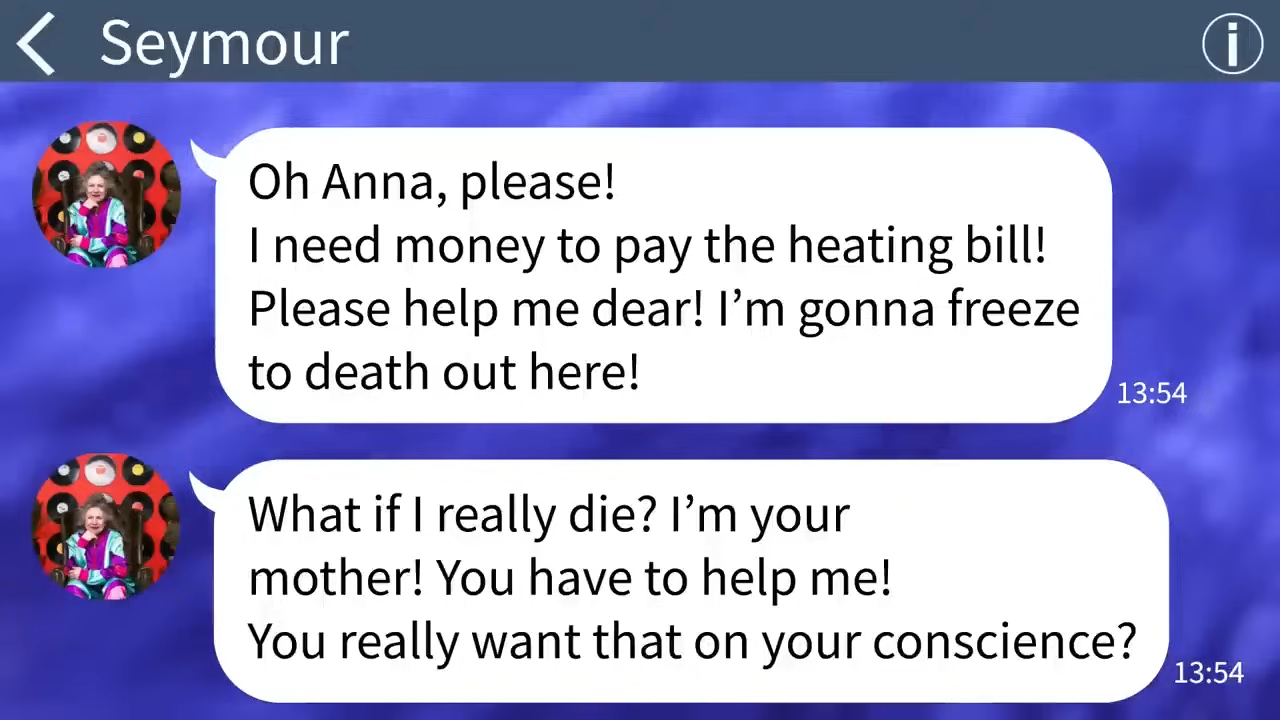 Seymour
Oh Anna, please!
I need money to pay the heating bill!
Please help me dear! I’m gonna freeze
to death out here!
13:54
What if I really die? I’m your
mother! You have to help me!
You really want that on your conscience?
13:54